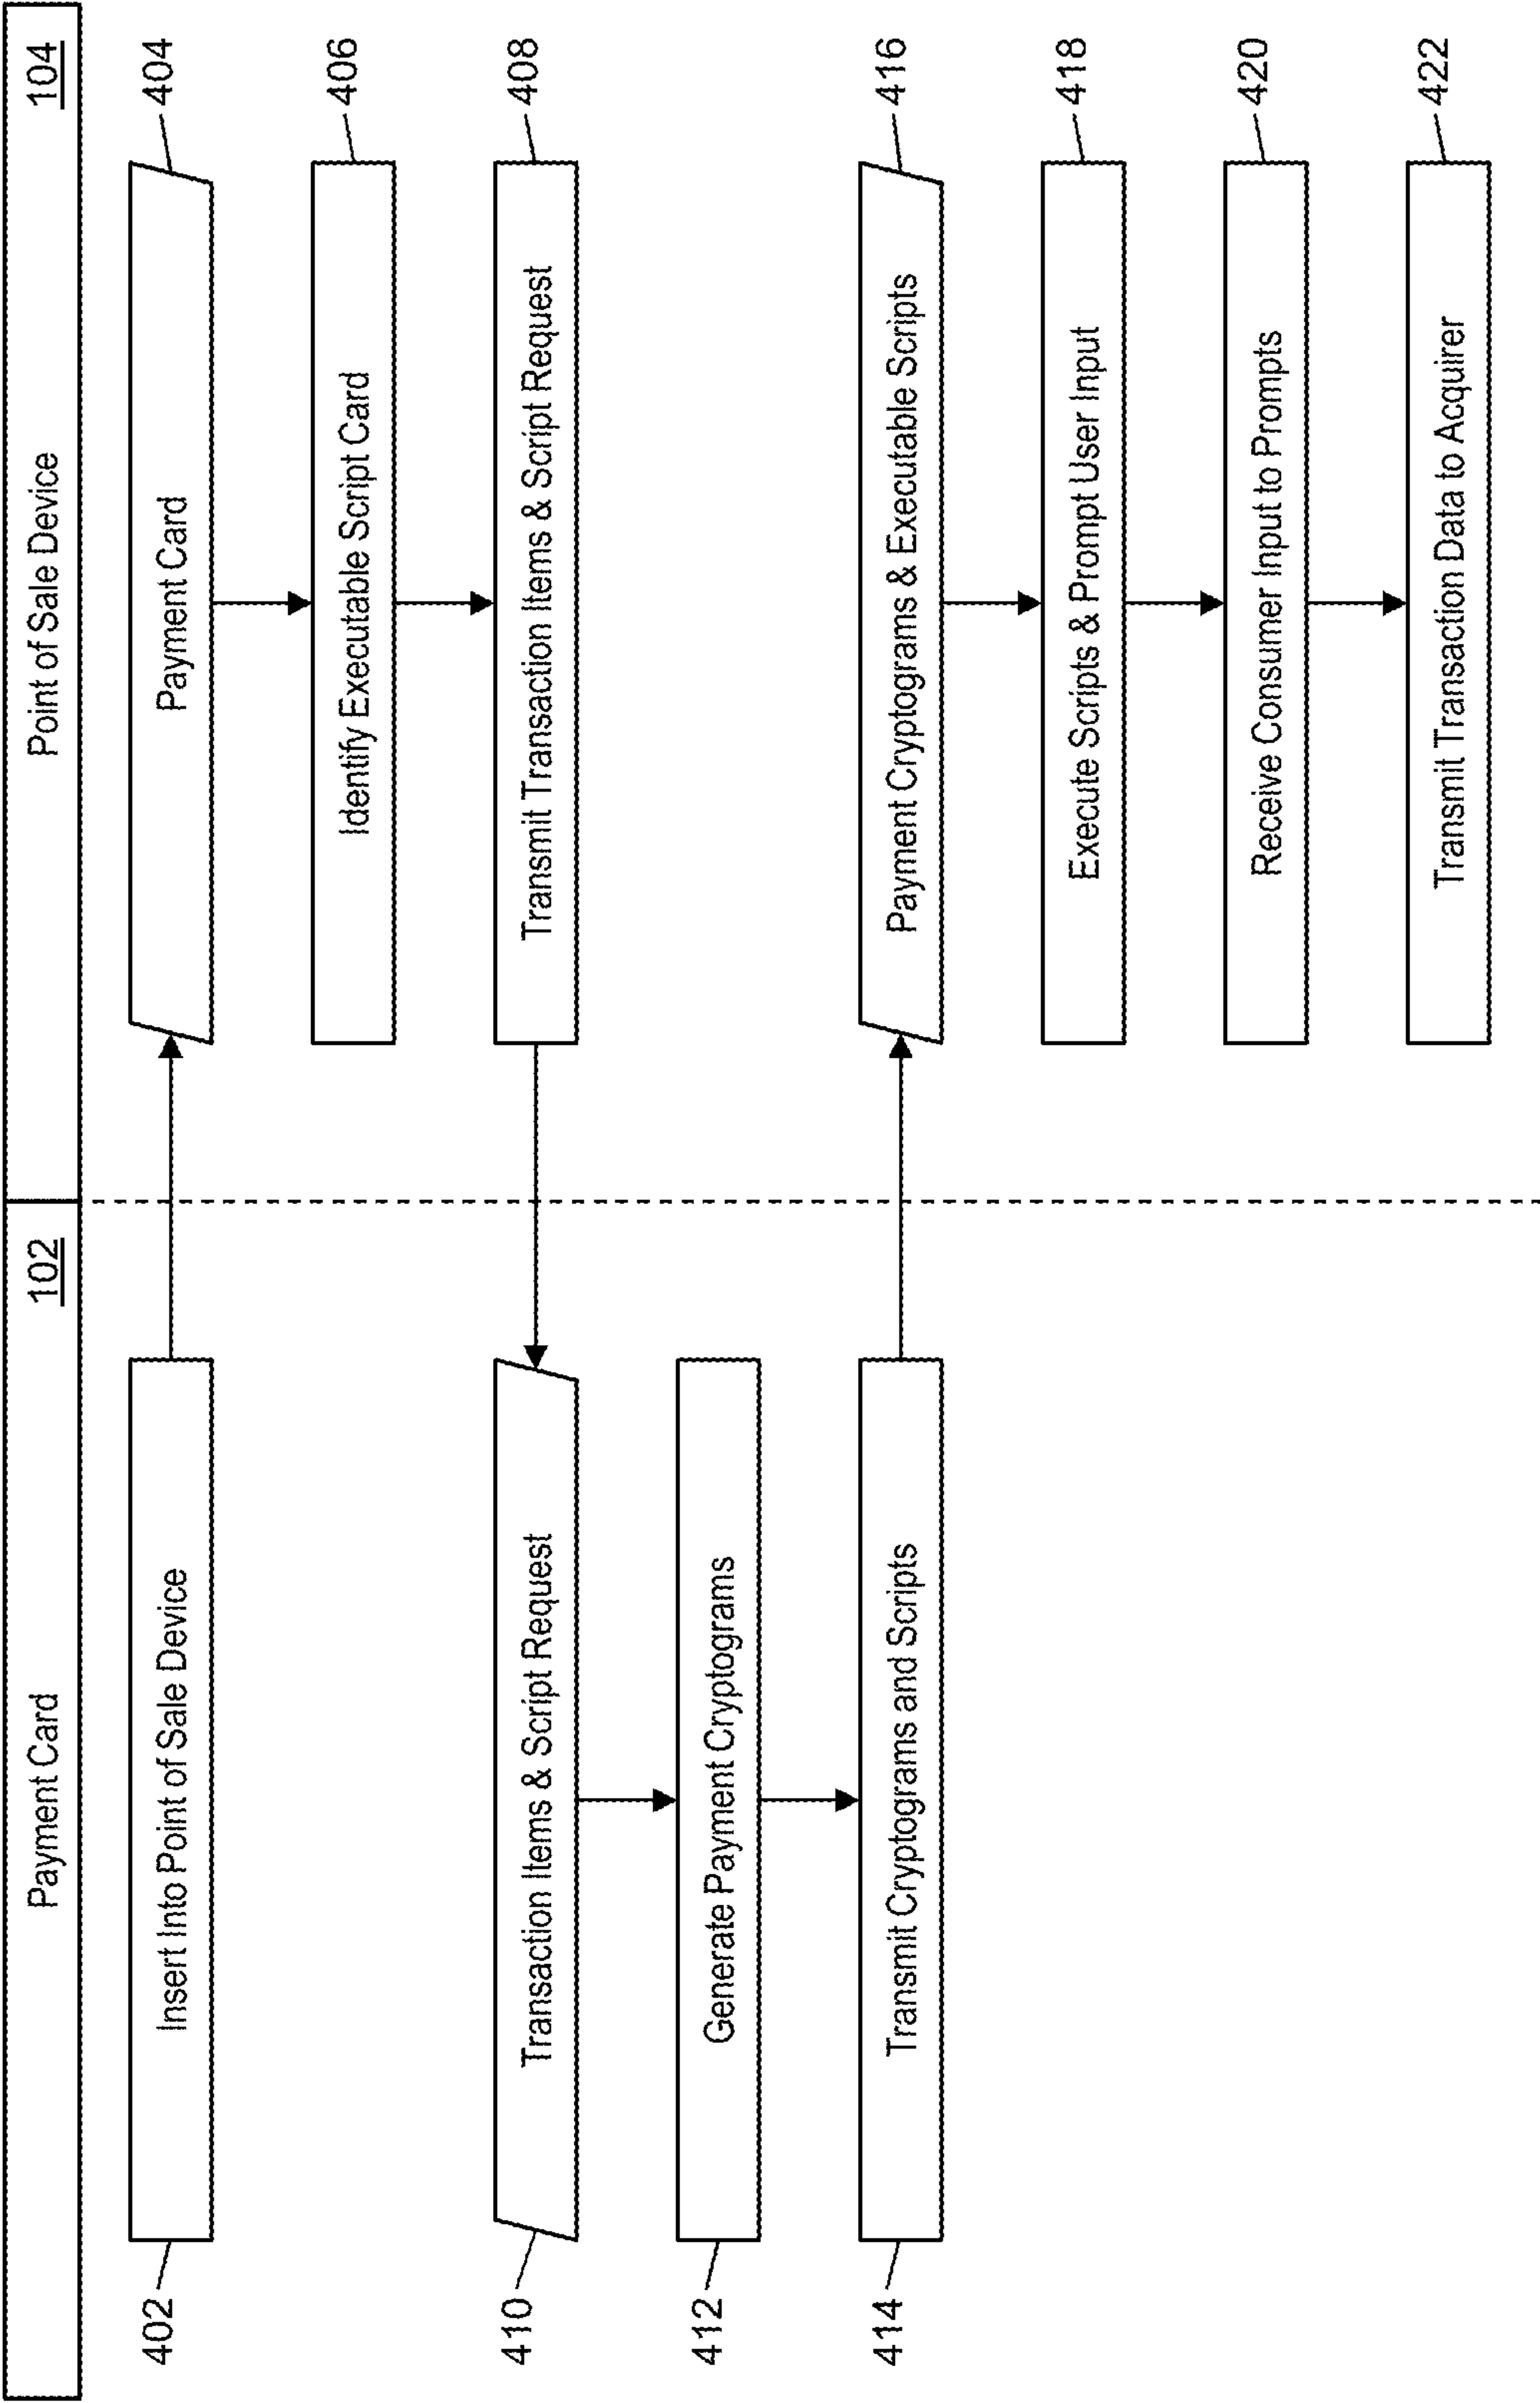 Payment Card
102
Point of Sale Device
104
402
Insert Into Point of Sale Device
Payment Card
404
Identify Executable Script Card
406
Transmit Transaction Items & Script Request
408
410
Transaction Items & Script Request
412
Generate Payment Cryptograms
414
Transmit Cryptograms and Scripts
Payment Cryptograms & Executable Scripts
416
Execute Scripts & Prompt User Input
418
Receive Consumer Input to Prompts
420
Transmit Transaction Data to Acquirer
422